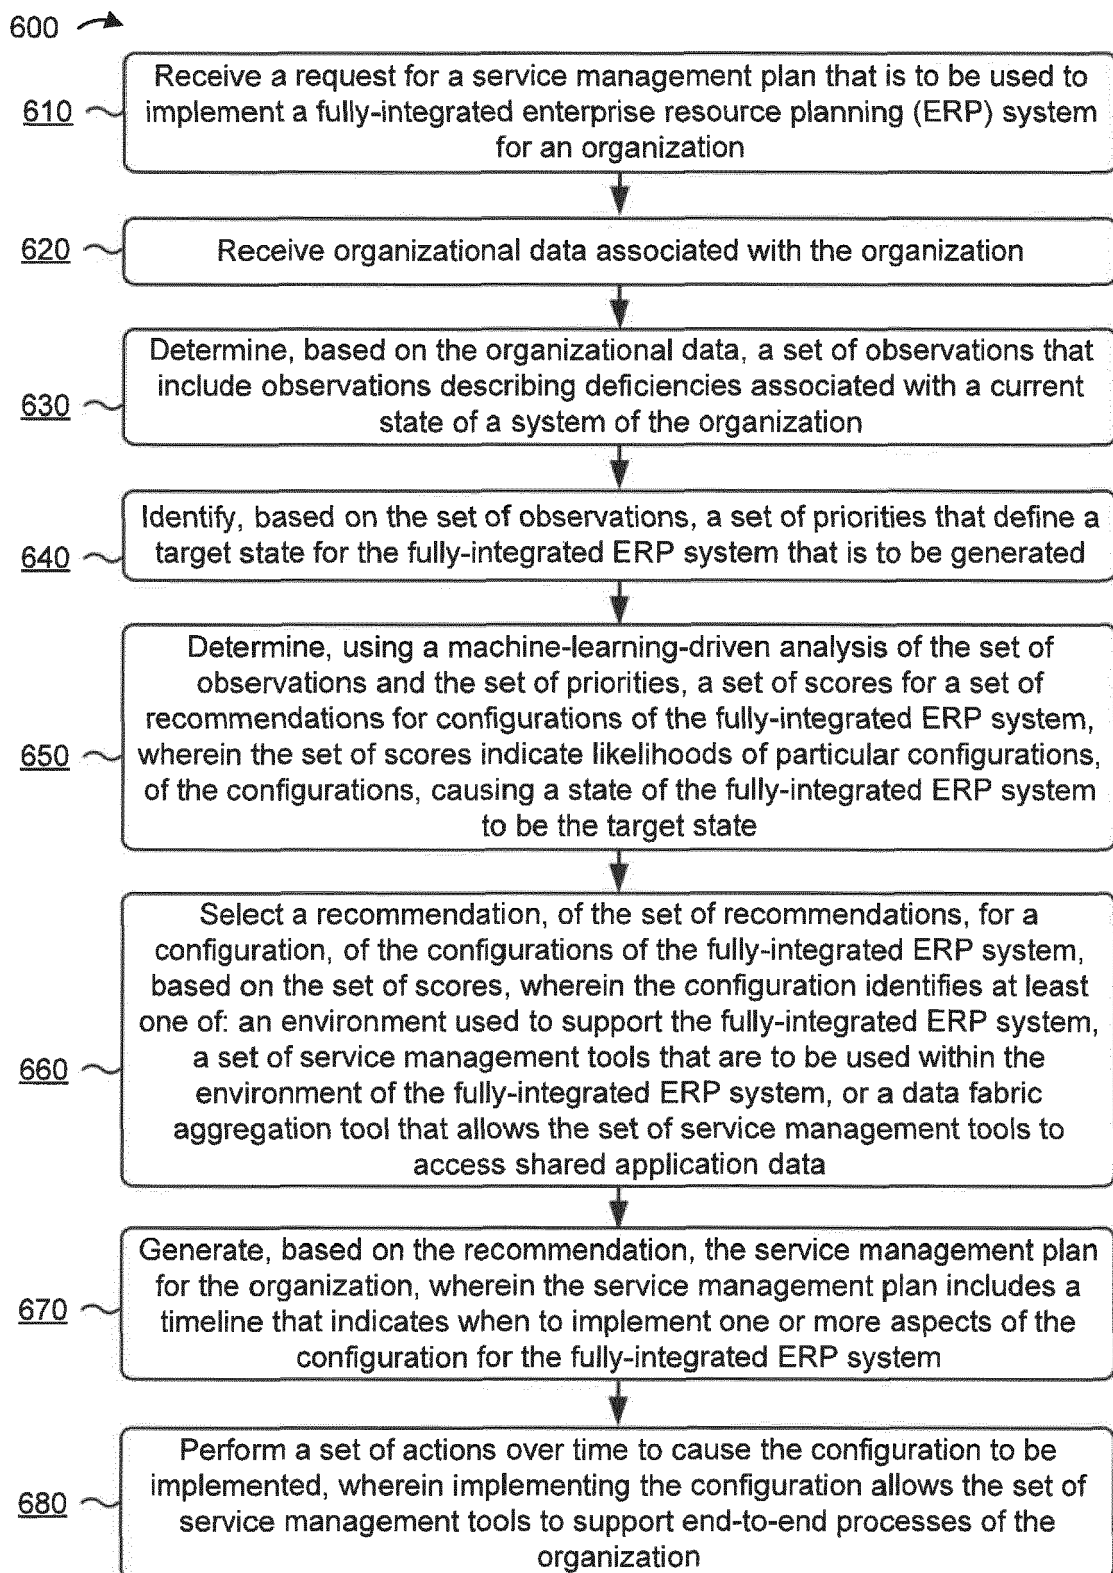 600
610
Receive a request for a service management plan that is to be used to
implement a fully-integrated enterprise resource planning (ERP) system
for an organization
620
Receive organizational data associated with the organization
630
Determine, based on the organizational data, a set of observations that
include observations describing deficiencies associated with a current
state of a system of the organization
640
Identify, based on the set of observations, a set of priorities that define a
target state for the fully-integrated ERP system that is to be generated
650
Determine, using a machine-learning-driven analysis of the set of
observations and the set of priorities, a set of scores for a set of
recommendations for configurations of the fully-integrated ERP system,
wherein the set of scores indicate likelihoods of particular configurations,
of the configurations, causing a state of the fully-integrated ERP system
to be the target state
660
Select a recommendation, of the set of recommendations, for a
configuration, of the configurations of the fully-integrated ERP system,
based on the set of scores, wherein the configuration identifies at least
one of: an environment used to support the fully-integrated ERP system,
a set of service management tools that are to be used within the
environment of the fully-integrated ERP system, or a data fabric
aggregation tool that allows the set of service management tools to
access shared application data
670
Generate, based on the recommendation, the service management plan
for the organization, wherein the service management plan includes a
timeline that indicates when to implement one or more aspects of the
configuration for the fully-integrated ERP system
680
Perform a set of actions over time to cause the configuration to be
implemented, wherein implementing the configuration allows the set of
service management tools to support end-to-end processes of the
organization